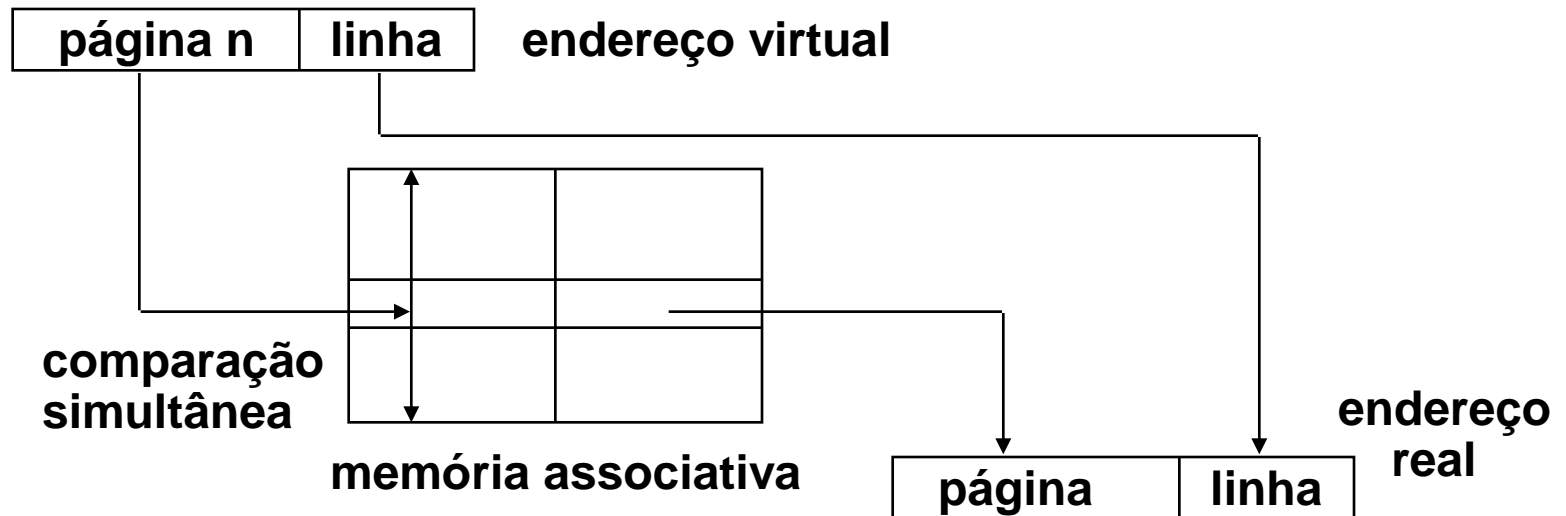 página n linha endereço virtual
comparação
simultânea
memória associativa
endereço
real
página linha